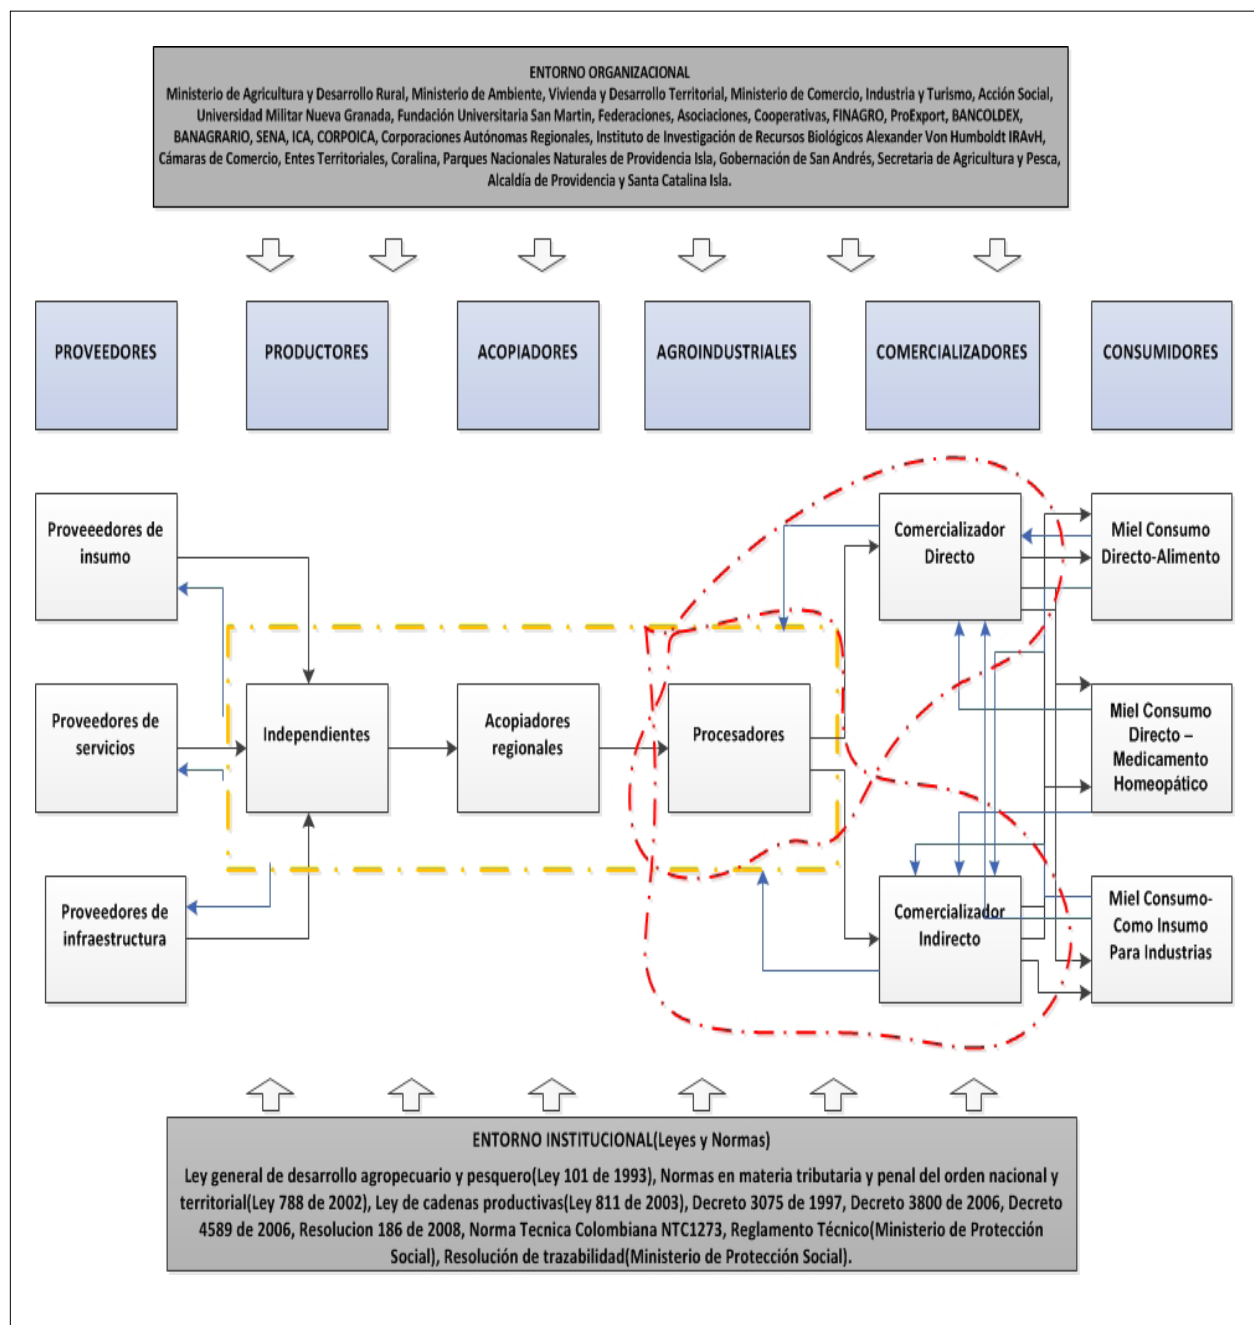 ENTORNO ORGANIZACIONAL
Ministerio de Agricultura y Desarrollo Rural, Ministerio de Ambiente, Vivienda y Desarrollo Territorial, Ministerio de Comercio, Industria y Turismo, Acción Social,
Universidad Militar Nueva Granada, Fundación Universitaria San Martin, Federaciones, Asociaciones, Cooperativas, FINAGRO, ProExport, BANCOLDEX,
BANAGRARIO, SENA, ICA, CORPOICA, Corporaciones Autónomas Regionales, Instituto de Investigación de Recursos Biológicos Alexander Von Humboldt IRAvH,
Cámaras de Comercio, Entes Territoriales, Coralina, Parques Nacionales Naturales de Providencia Isla, Gobernación de San Andrés, Secretaria de Agricultura y Pesca,
Alcaldía de Providencia y Santa Catalina Isla.
PROVEEDORES
PRODUCTORES
ACOPIADORES
AGROINDUSTRIALES
COMERCIALIZADORES
CONSUMIDORES
Proveeedores de
insumo
Comercializador
Directo
Miel Consumo
Directo-Alimento
Proveedores de
servicios
Independientes
Acopiadores
regionales
Procesadores
Miel Consumo
Directo –
Medicamento
Homeopático
Proveedores de
infraestructura
Comercializador
Indirecto
Miel Consumo-
Como Insumo
Para Industrias
ENTORNO INSTITUCIONAL(Leyes y Normas)
Ley general de desarrollo agropecuario y pesquero(Ley 101 de 1993), Normas en materia tributaria y penal del orden nacional y
territorial(Ley 788 de 2002), Ley de cadenas productivas(Ley 811 de 2003), Decreto 3075 de 1997, Decreto 3800 de 2006, Decreto
4589 de 2006, Resolucion 186 de 2008, Norma Tecnica Colombiana NTC1273, Reglamento Técnico(Ministerio de Protección
Social), Resolución de trazabilidad(Ministerio de Protección Social).